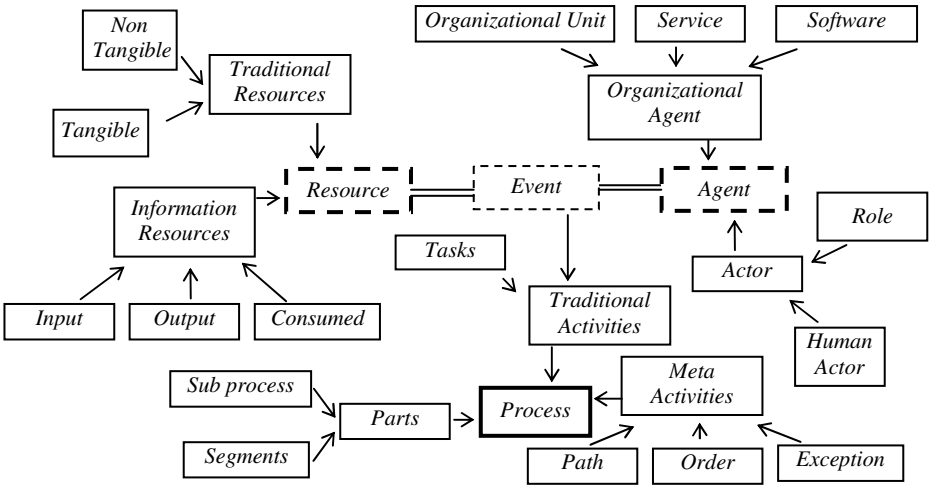 Non
Tangible
Organizational Unit
Service
Software
Traditional
Resources
Organizational
Agent
Tangible
Resource
Event
Agent
Information
Resources
Role
Tasks
Actor
Input
Output
Consumed
Traditional
Activities
Human
Actor
Sub process
Meta
Activities
Parts
Process
Segments
Path
Order
Exception